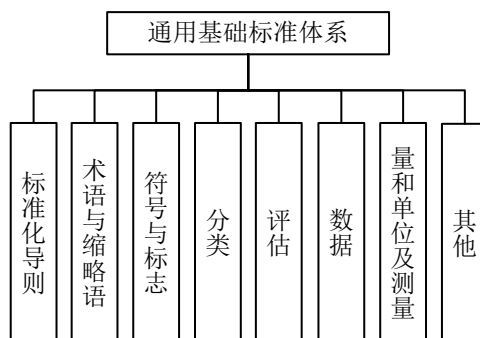 通用基础标准体系
标准化导则
术语与缩略语
符号与标志
分类
评估
数据
量和单位及测量
其他